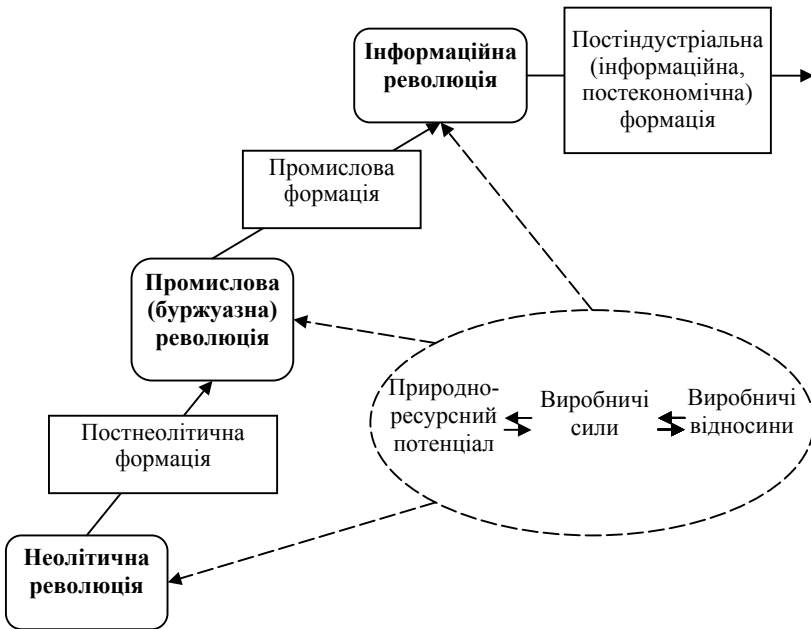 Інформаційна
революція
Постіндустріальна
(інформаційна,
постекономічна)
формація
Промислова
формація
Промислова
(буржуазна)
революція
Природно-
ресурсний
потенціал
Виробничі
сили
Виробничі
відносини
Постнеолітична
формація
Неолітична
революція